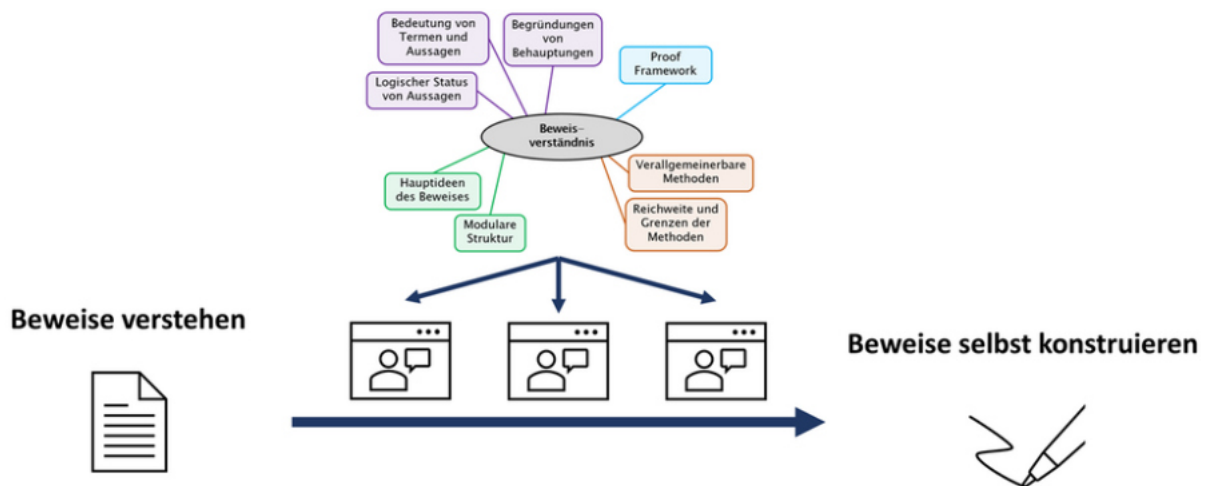 Bedeutung von
Termen und
Aussagen
Begründungen
von
Behauptungen
Proof
Framework
Logischer Status
von Aussagen
Beweis-
verständnis
Verallgemeinerbare
Methoden
Hauptideen
des Beweises
Reichweite und
Grenzen der
Methoden
Modulare
Struktur
Beweise verstehen
Beweise selbst konstruieren